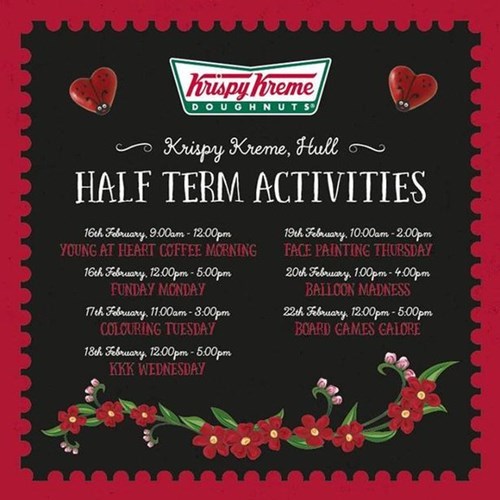 Krispy Kreme
DOUGHNUTS®
Krispy Kreme, Hull
HALF TERM ACTIVITIES
16th February, 9:00am - 12:00pm
YOUNG AT HEART COFFEE MORNING
16th February, 12.00pm - 5:00pm
FUNDAY MONDAY
17th February, 11:00am - 3:00pm
COLOURING TUESDAY
18th February, 12.00pm - 5:00pm
KKK WEDNESDAY
19th February, 10:00am - 2:00pm
FACE PAINTING THURSDAY
20th February, 1:00pm - 4:00pm
BALLOON MADNESS
22th February, 12:00pm - 5:00pm
BOARD GAMES GALORE